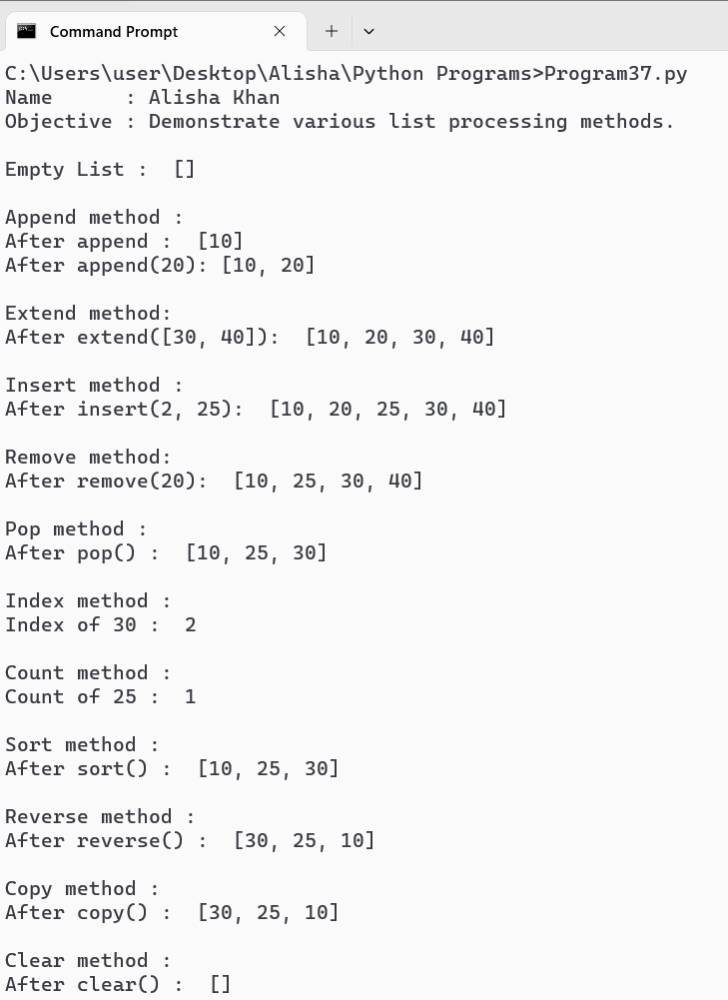 Command Prompt
C:\Users\user\Desktop\Alisha\Python Programs>Program37.py
Name      : Alisha Khan
Objective : Demonstrate various list processing methods.
Empty List :  []
Append method :
After append :  [10]
After append(20): [10, 20]
Extend method:
After extend([30, 40]):  [10, 20, 30, 40]
Insert method :
After insert(2, 25):  [10, 20, 25, 30, 40]
Remove method:
After remove(20):  [10, 25, 30, 40]
Pop method :
After pop() :  [10, 25, 30]
Index method :
Index of 30 :  2
Count method :
Count of 25 :  1
Sort method :
After sort() :  [10, 25, 30]
Reverse method :
After reverse() :  [30, 25, 10]
Copy method :
After copy() :  [30, 25, 10]
Clear method :
After clear() :  []